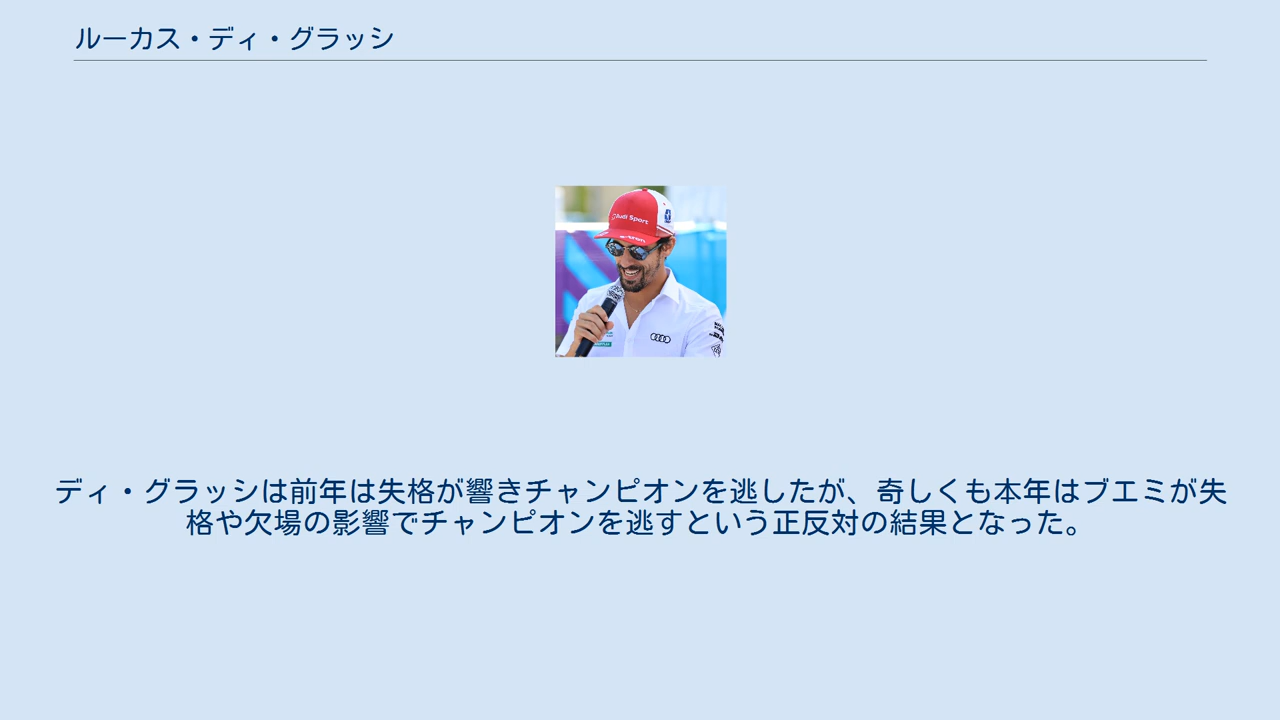 ルーカス・ディ・グラッシ
Audi Sport
ディ・グラッシは前年は失格が響きチャンピオンを逃したが、奇しくも本年はブエミが失
格や欠場の影響でチャンピオンを逃すという正反対の結果となった。